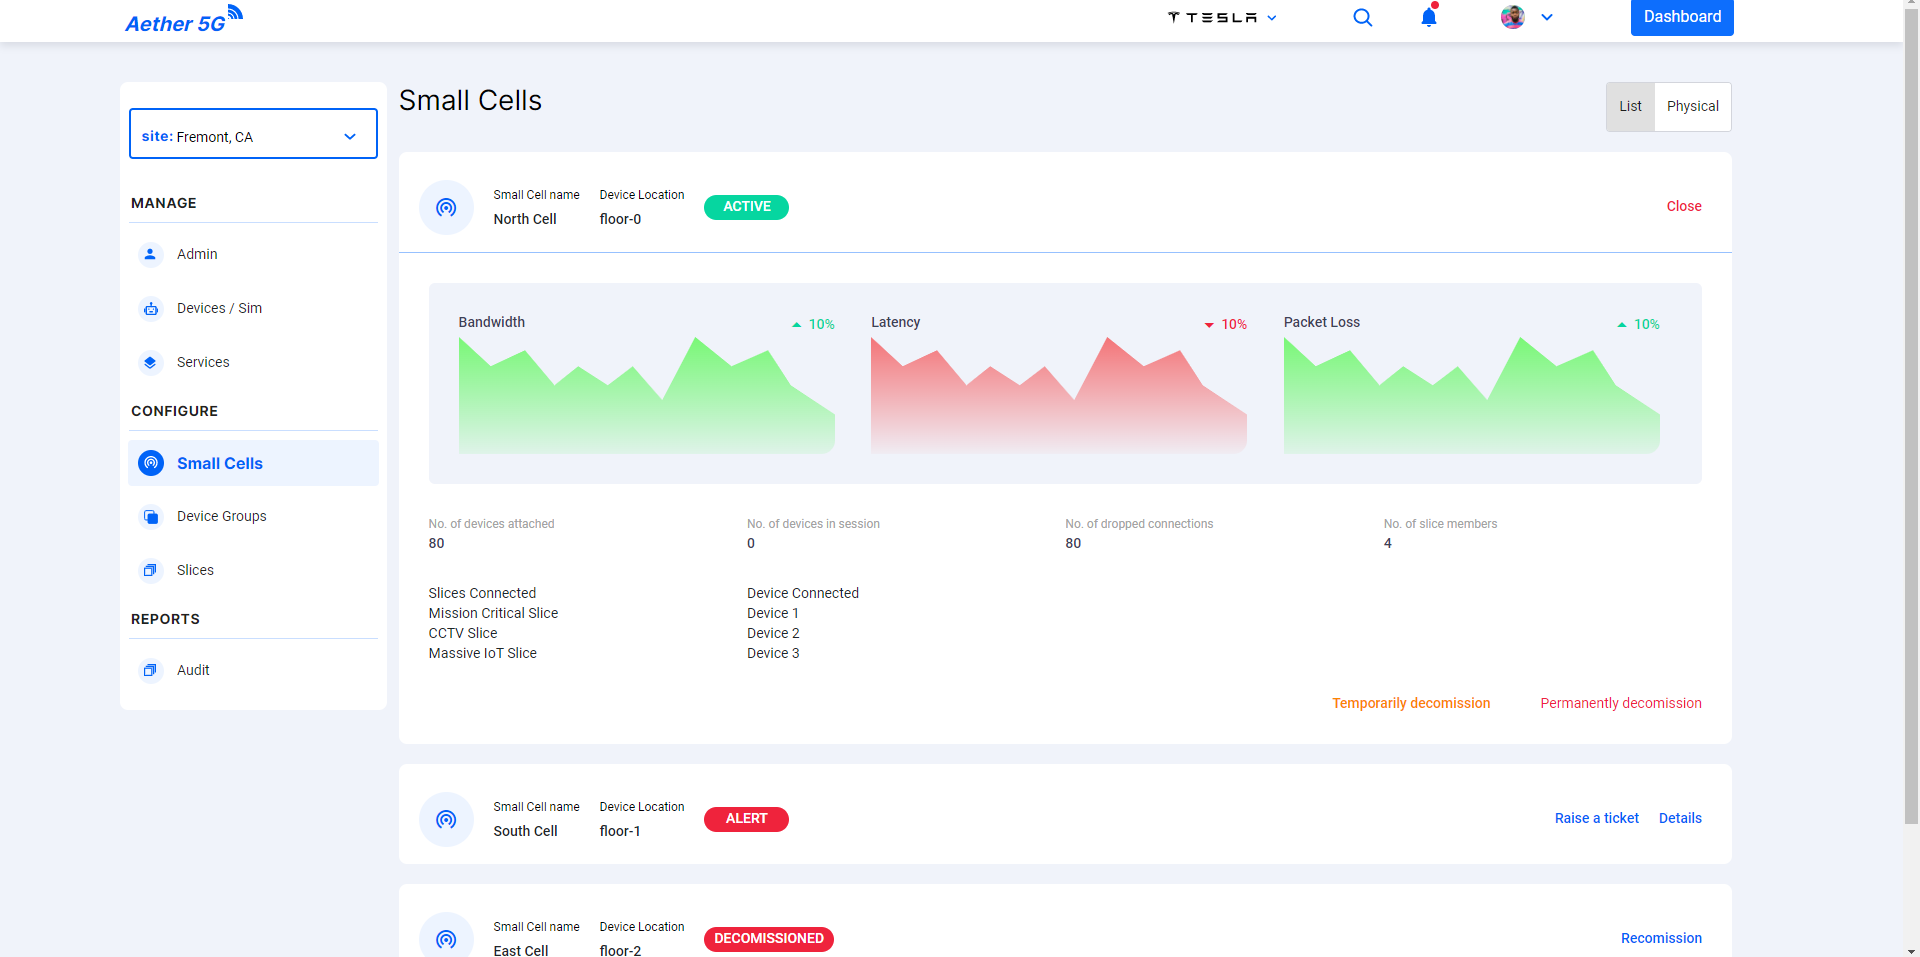 Aether 5G
TESLA
Dashboard
site: Fremont, CA
MANAGE
Admin
Devices / Sim
Services
CONFIGURE
Small Cells
Device Groups
Slices
REPORTS
Audit
Small Cells
List
Physical
Small Cell name
North Cell
Device Location
floor-0
ACTIVE
Close
Bandwidth
10%
Latency
10%
Packet Loss
10%
No. of devices attached
80
No. of devices in session
0
No. of dropped connections
80
No. of slice members
4
Slices Connected
Mission Critical Slice
CCTV Slice
Massive IoT Slice
Device Connected
Device 1
Device 2
Device 3
Temporarily decomission
Permanently decomission
Small Cell name
South Cell
Device Location
floor-1
ALERT
Raise a ticket
Details
Small Cell name
East Cell
Device Location
floor-2
DECOMISSIONED
Recomission